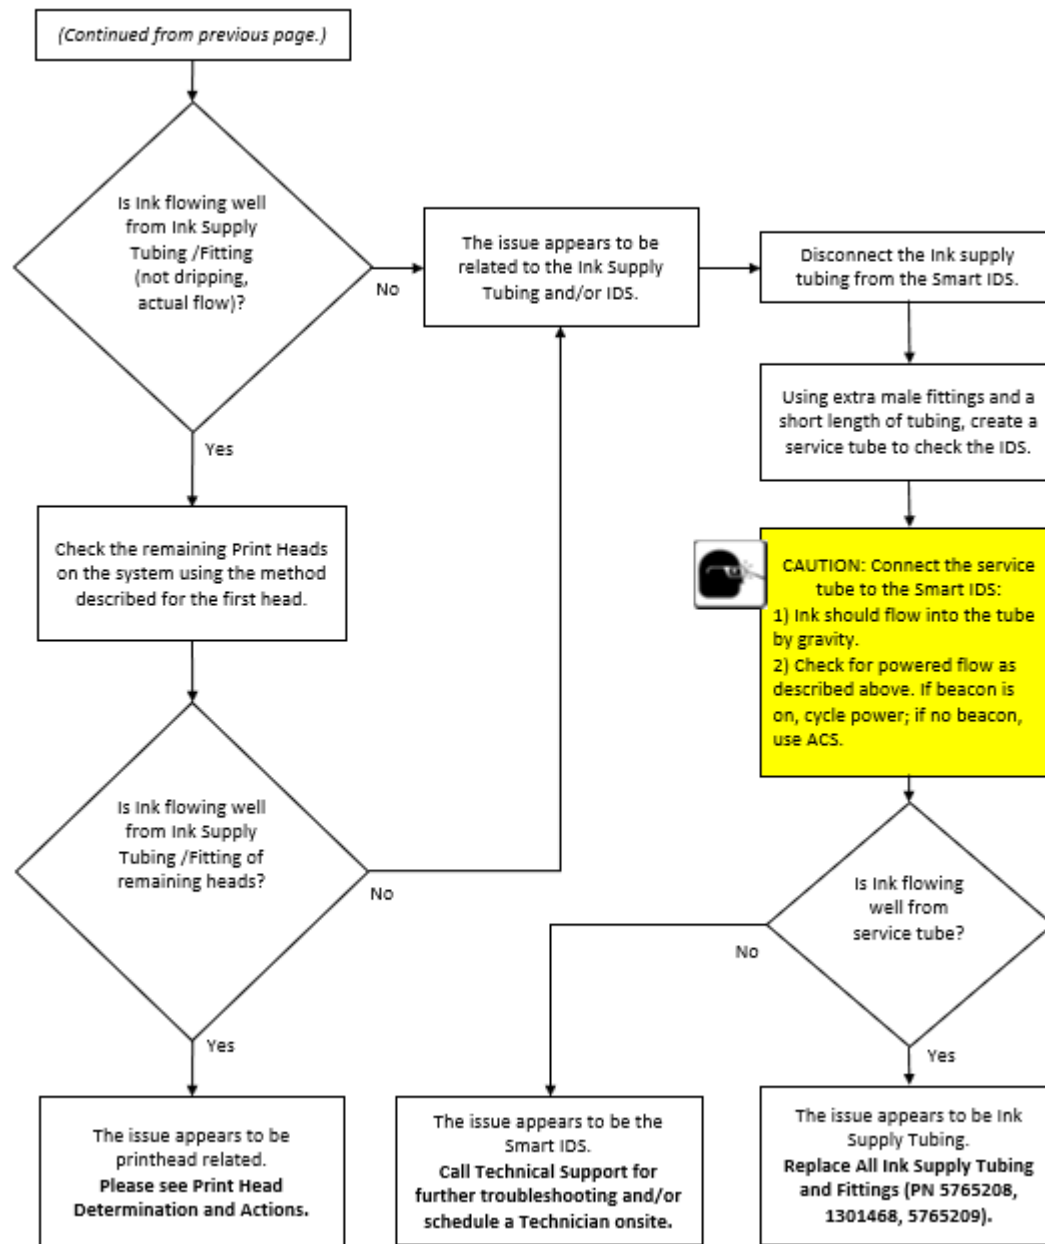 (Continued from previous page.)
Is Ink flowing well
from Ink Supply
Tubing /Fitting
(not dripping,
actual flow)?
No
Yes
The issue appears to be
related to the Ink Supply
Tubing and/or IDS.
Disconnect the Ink supply
tubing from the Smart IDS.
Using extra male fittings and a
short length of tubing, create a
service tube to check the IDS.
Check the remaining Print Heads
on the system using the method
described for the first head.
CAUTION: Connect the service
tube to the Smart IDS:
1) Ink should flow into the tube
by gravity.
2) Check for powered flow as
described above. If beacon is
on, cycle power; if no beacon,
use ACS.
Is Ink flowing well
from Ink Supply
Tubing /Fitting of
remaining heads?
No
Yes
Is Ink flowing
well from
service tube?
No
Yes
The issue appears to be
printhead related.
Please see Print Head
Determination and Actions.
The issue appears to be the
Smart IDS.
Call Technical Support for
further troubleshooting and/or
schedule a Technician onsite.
The issue appears to be Ink
Supply Tubing.
Replace All Ink Supply Tubing
and Fittings (PN 5765208,
1301468, 5765209).